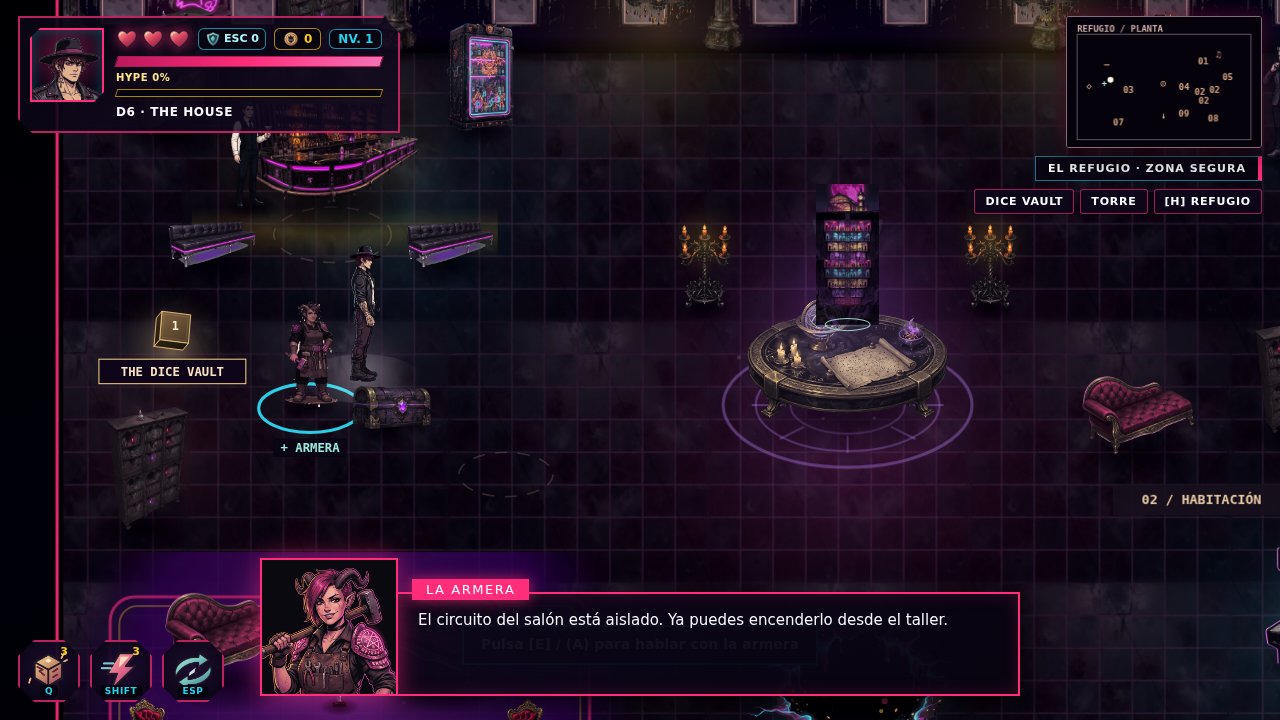 ESC 0
0
NV. 1
HYPE 0%
D6 · THE HOUSE
REFUGIO / PLANTA
01
05
03
04
02
02
02
09
08
07
EL REFUGIO · ZONA SEGURA
DICE VAULT
TORRE
[H] REFUGIO
1
THE DICE VAULT
+ ARMERA
02 / HABITACIÓN
LA ARMERA
El circuito del salón está aislado. Ya puedes encenderlo desde el taller.
Pulsa [E] / (A) para hablar con la armera
3
Q
3
SHIFT
ESP